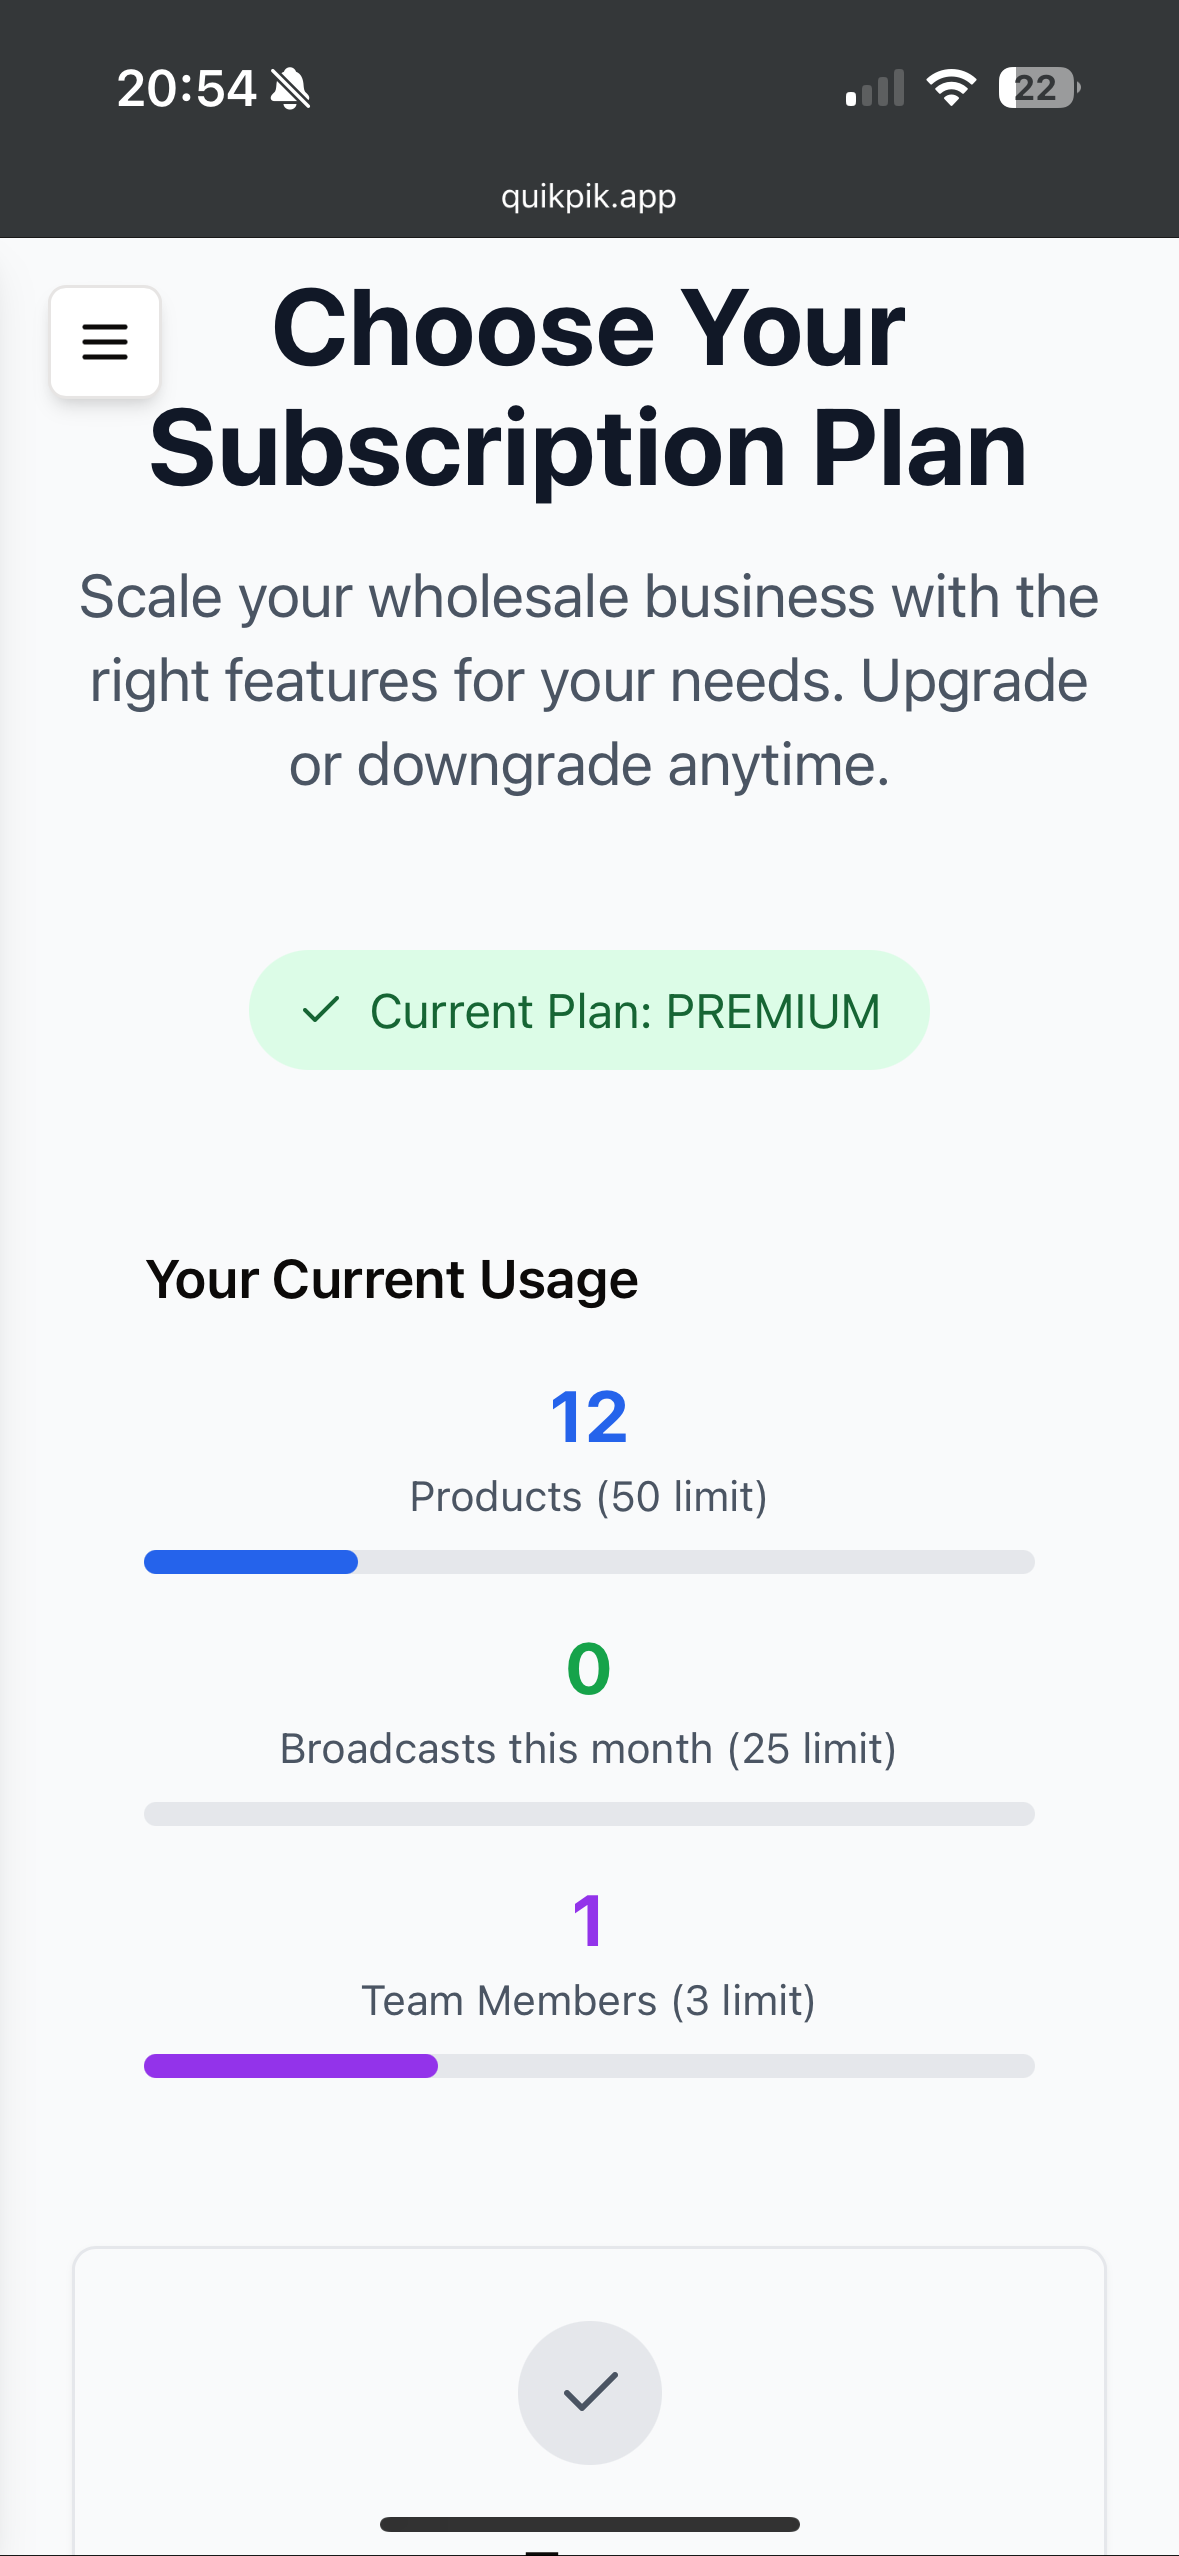 20:54
22
quikpik.app
Choose Your
Subscription Plan
Scale your wholesale business with the
right features for your needs. Upgrade
or downgrade anytime.
Current Plan: PREMIUM
Your Current Usage
12
Products (50 limit)
0
Broadcasts this month (25 limit)
1
Team Members (3 limit)